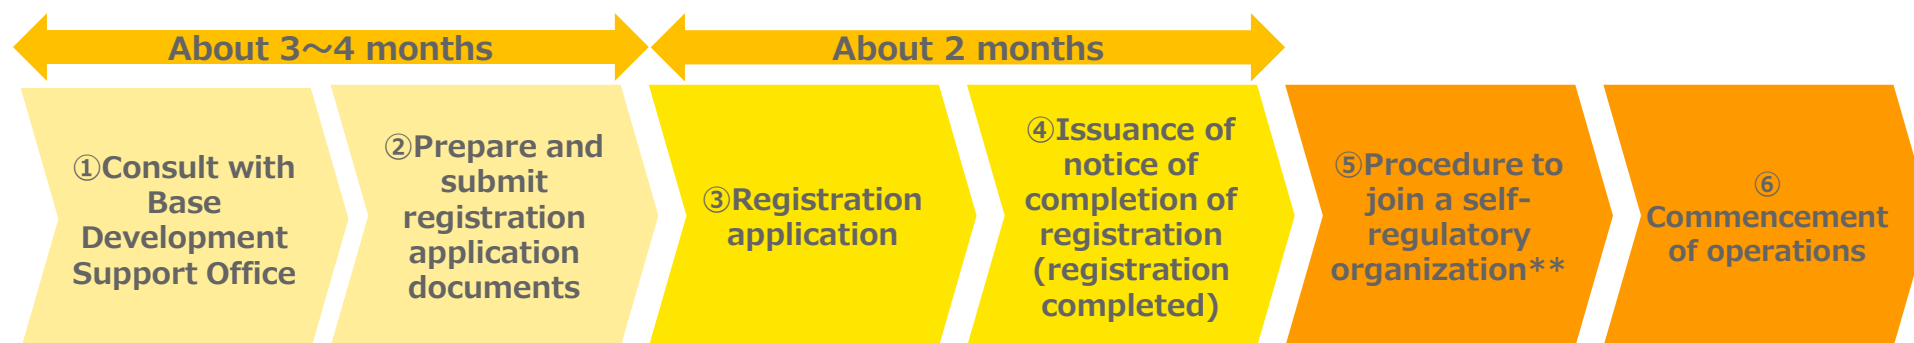 About 3～4 months
About 2 months
①Consult with
Base
Development
Support Office
②Prepare and
submit
registration
application
documents
③Registration
application
④Issuance of
notice of
completion of
registration
(registration
completed)
⑤Procedure to
join a self-
regulatory
organization**
⑥
Commencement
of operations